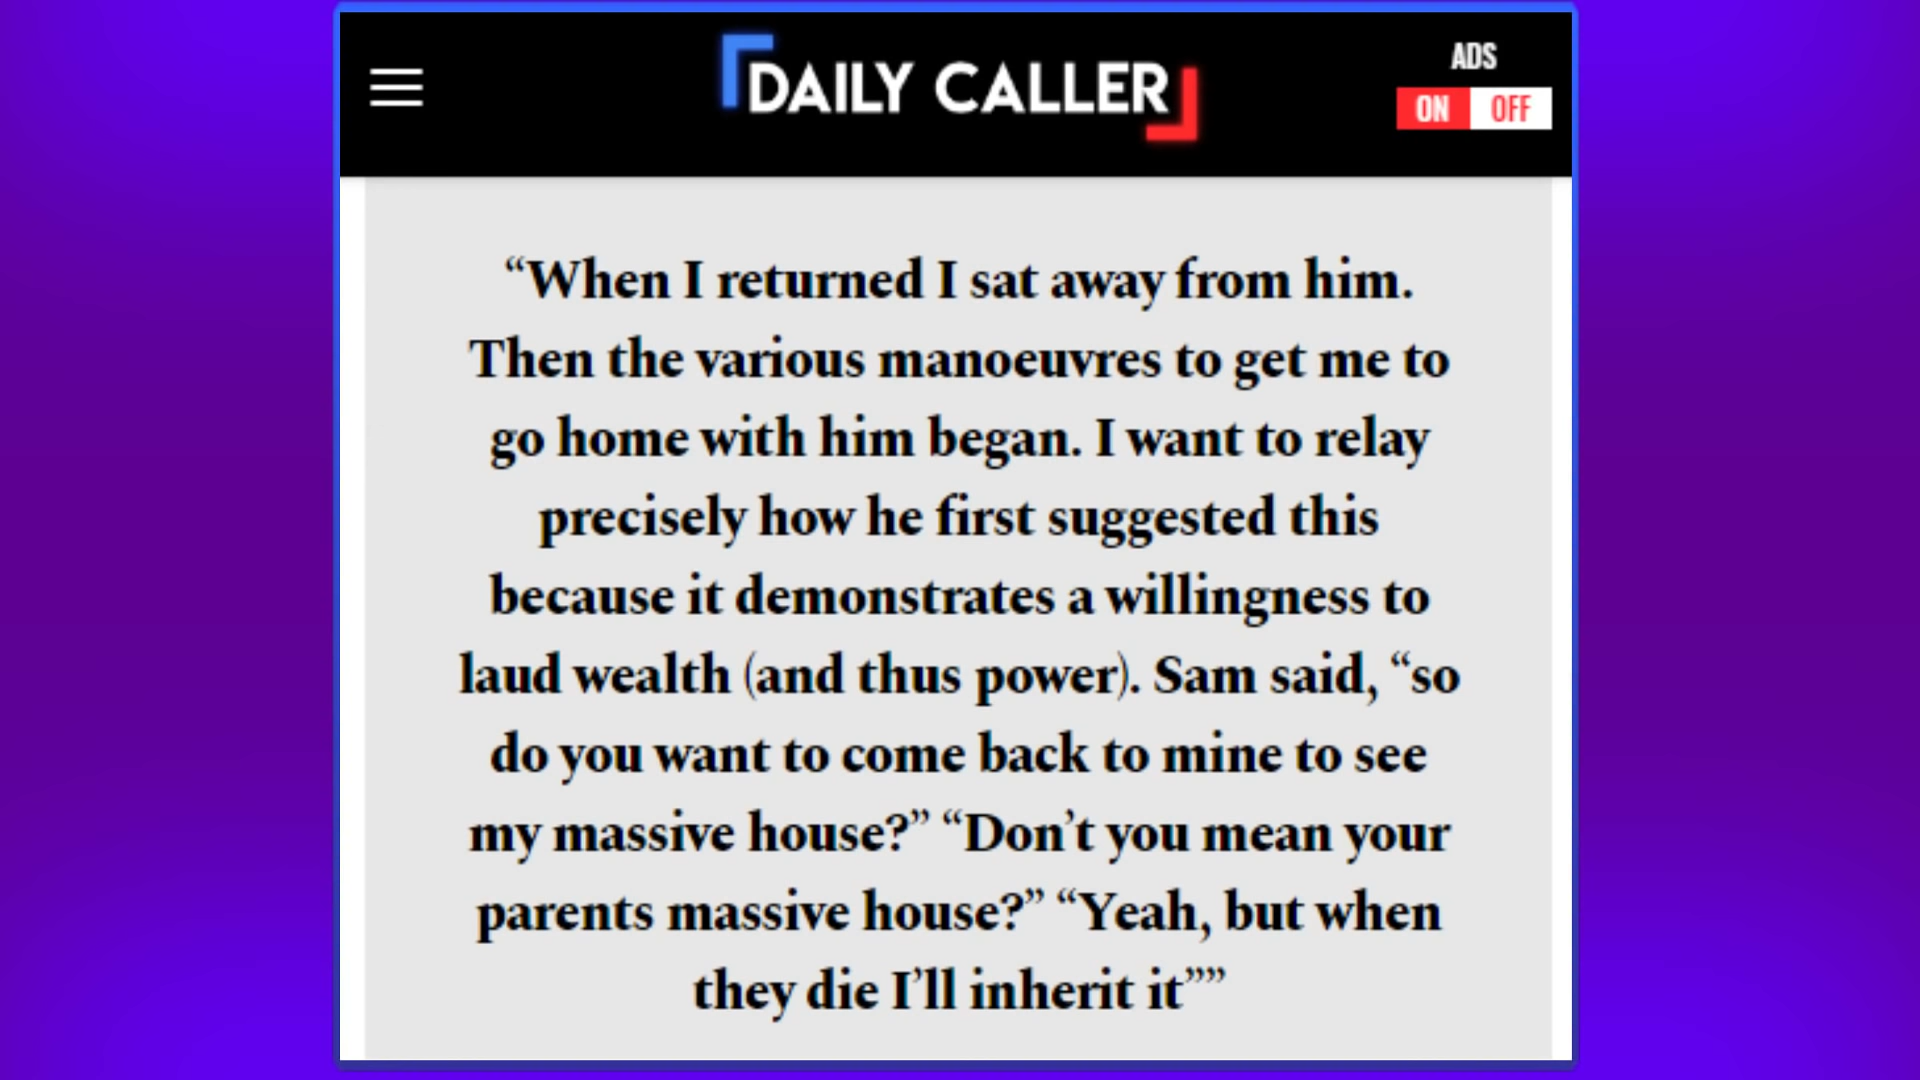 DAILY CALLER
ADS
ON OFF
“When I returned I sat away from him.
Then the various manoeuvres to get me to
go home with him began. I want to relay
precisely how he first suggested this
because it demonstrates a willingness to
laud wealth (and thus power). Sam said, “so
do you want to come back to mine to see
my massive house?” “Don’t you mean your
parents massive house?” “Yeah, but when
they die I’ll inherit it””